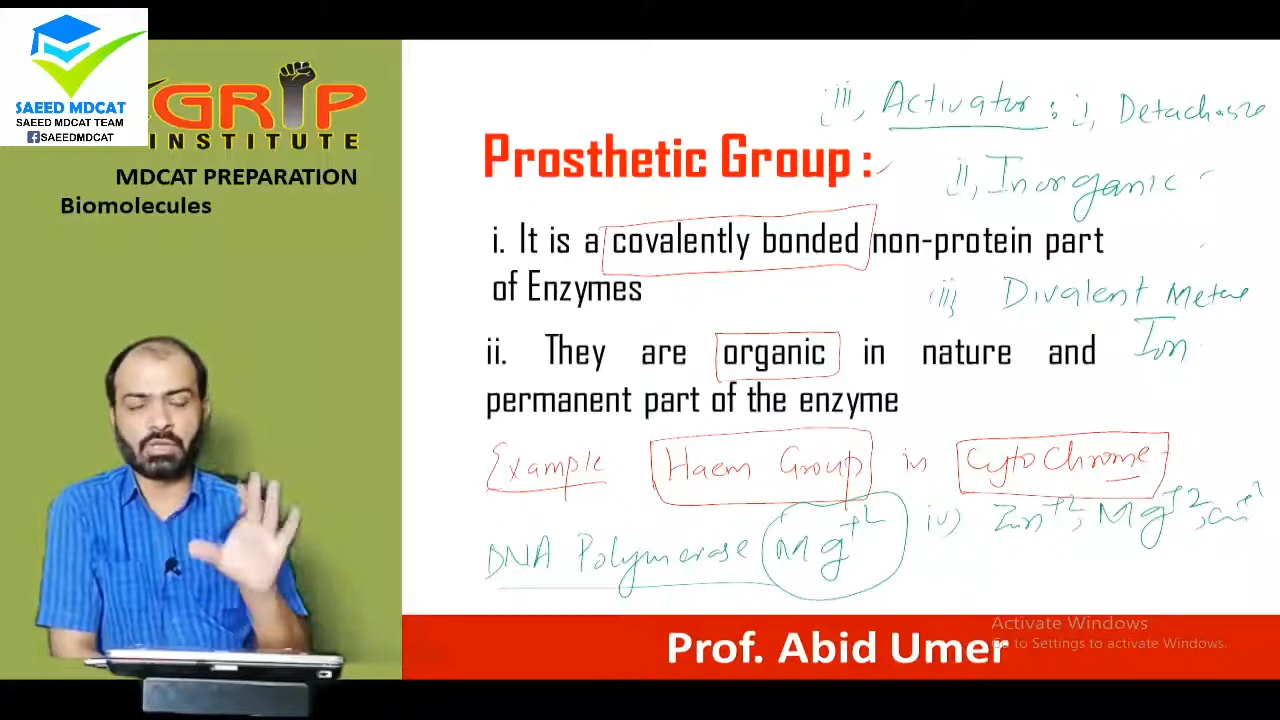 SAEED MDCAT
SAEED MDCAT TEAM
SAEEDMDCAT
GRIP
INSTITUTE
MDCAT PREPARATION
Biomolecules
iii, Activator : i, Detachable
ii, Inorganic
Prosthetic Group :
i. It is a covalently bonded non-protein part
of Enzymes
iii) Divalent Metal
Ion
ii. They are organic in nature and
permanent part of the enzyme
Example Haem Group in Cytochrome
iv) Zn+2, Mg+2,
DNA Polymerase Mg+2
Activate Windows
Go to Settings to activate Windows.
Prof. Abid Umer